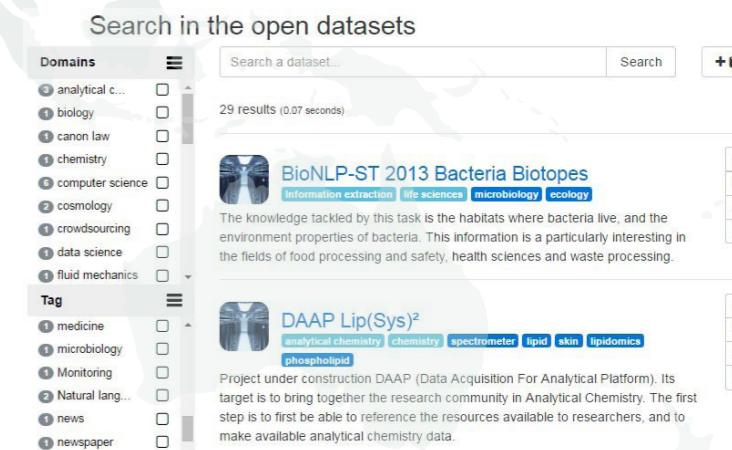 Search in the open datasets
Domains
3 analytical c...
1 biology
1 canon law
1 chemistry
6 computer science
2 cosmology
1 crowdsourcing
1 data science
1 fluid mechanics
Tag
1 medicine
1 microbiology
1 Monitoring
2 Natural lang...
1 news
1 newspaper
Search a dataset... Search +
29 results (0.07 seconds)
BioNLP-ST 2013 Bacteria Biotopes
Information extraction life sciences microbiology ecology
The knowledge tackled by this task is the habitats where bacteria live, and the
environment properties of bacteria. This information is a particularly interesting in
the fields of food processing and safety, health sciences and waste processing.
DAAP Lip(Sys)²
analytical chemistry chemistry spectrometer lipid skin lipidomics
phospholipid
Project under construction DAAP (Data Acquisition For Analytical Platform). Its
target is to bring together the research community in Analytical Chemistry. The first
step is to first be able to reference the resources available to researchers, and to
make available analytical chemistry data.